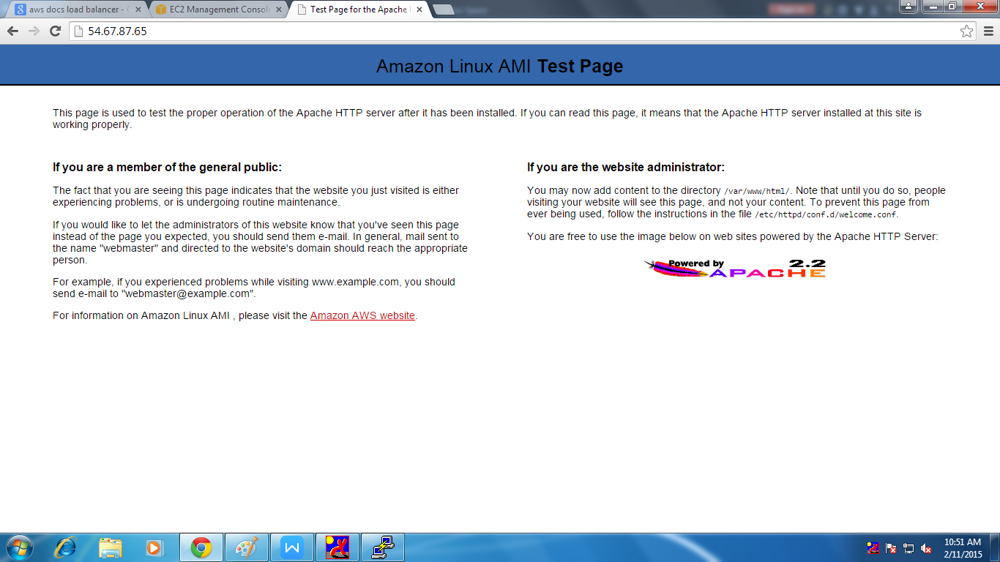 aws docs load balancer -
EC2 Management Console
Test Page for the Apache
54.67.87.65
Amazon Linux AMI Test Page
This page is used to test the proper operation of the Apache HTTP server after it has been installed. If you can read this page, it means that the Apache HTTP server installed at this site is
working properly.
If you are a member of the general public:
The fact that you are seeing this page indicates that the website you just visited is either
experiencing problems, or is undergoing routine maintenance.
If you would like to let the administrators of this website know that you've seen this page
instead of the page you expected, you should send them e-mail. In general, mail sent to
the name "webmaster" and directed to the website's domain should reach the appropriate
person.
For example, if you experienced problems while visiting www.example.com, you should
send e-mail to "webmaster@example.com".
For information on Amazon Linux AMI , please visit the Amazon AWS website.
If you are the website administrator:
You may now add content to the directory /var/www/html/. Note that until you do so, people
visiting your website will see this page, and not your content. To prevent this page from
ever being used, follow the instructions in the file /etc/httpd/conf.d/welcome.conf.
You are free to use the image below on web sites powered by the Apache HTTP Server:
Powered by 2.2
APACHE
10:51 AM
2/11/2015